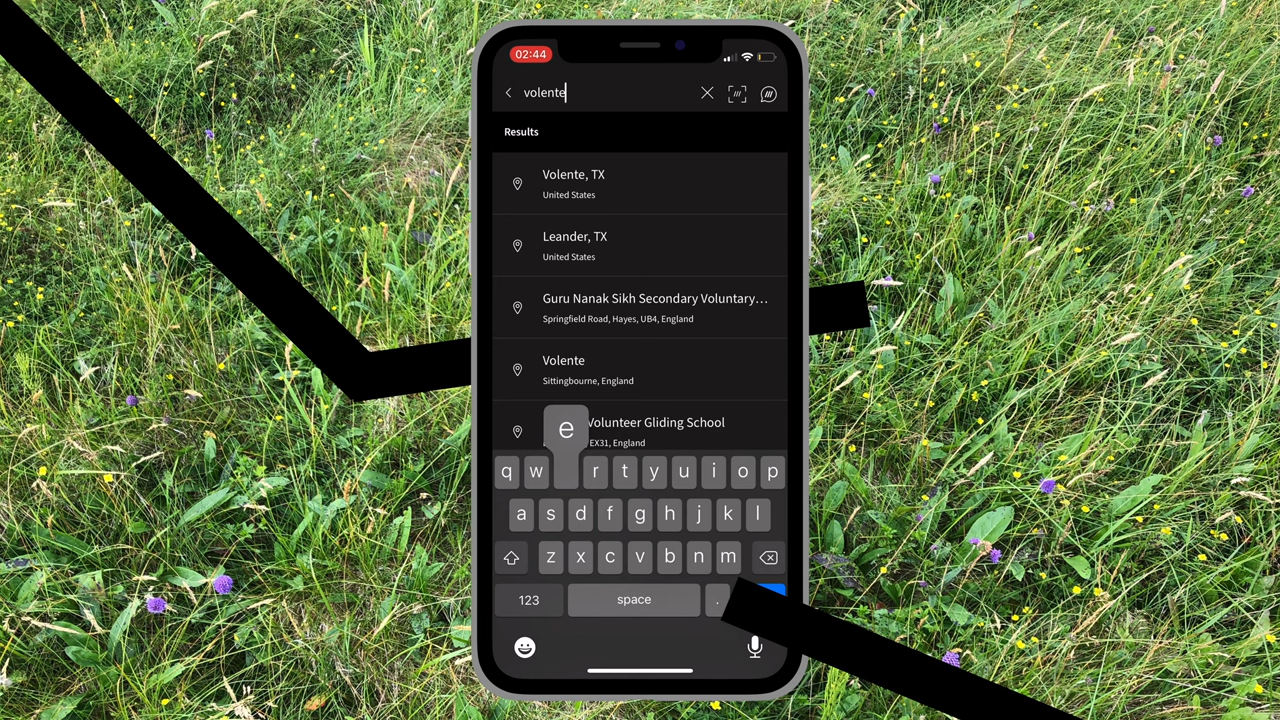 02:44
volente
Results
Volente, TX
United States
Leander, TX
United States
Guru Nanak Sikh Secondary Voluntary…
Springfield Road, Hayes, UB4, England
Volente
Sittingbourne, England
Volunteer Gliding School
EX31, England
e
q w r t y u i o p
a s d f g h j k l
z x c v b n m
123 space .